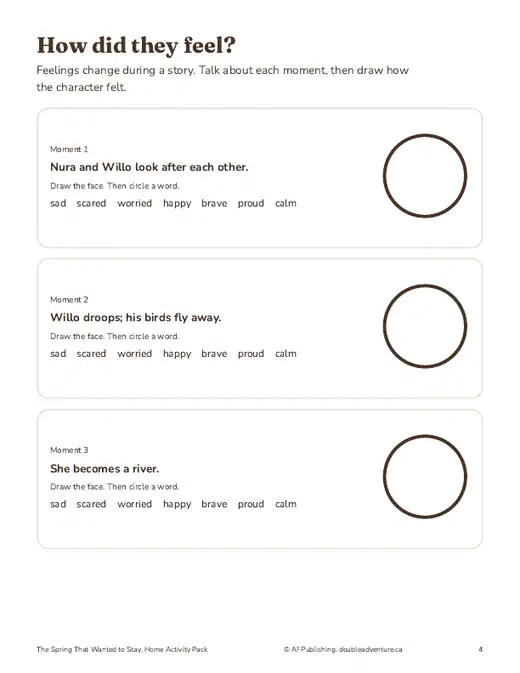 How did they feel?
Feelings change during a story. Talk about each moment, then draw how
the character felt.
Moment 1
Nura and Willo look after each other.
Draw the face. Then circle a word.
sad scared worried happy brave proud calm
Moment 2
Willo droops; his birds fly away.
Draw the face. Then circle a word.
sad scared worried happy brave proud calm
Moment 3
She becomes a river.
Draw the face. Then circle a word.
sad scared worried happy brave proud calm
The Spring That Wanted to Stay, Home Activity Pack © A² Publishing. doubleadventure.ca 4